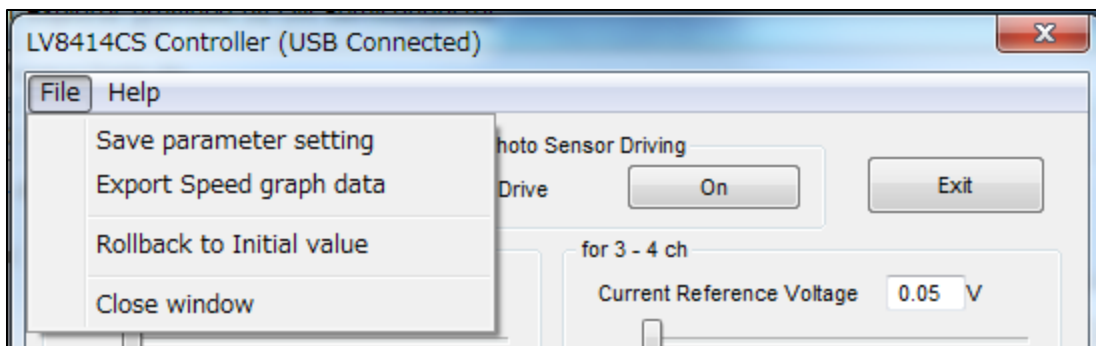 LV8414CS Controller (USB Connected)
File Help
Save parameter setting
Export Speed graph data
Rollback to Initial value
Close window
hoto Sensor Driving
Drive On
Exit
for 3 - 4 ch
Current Reference Voltage 0.05 V